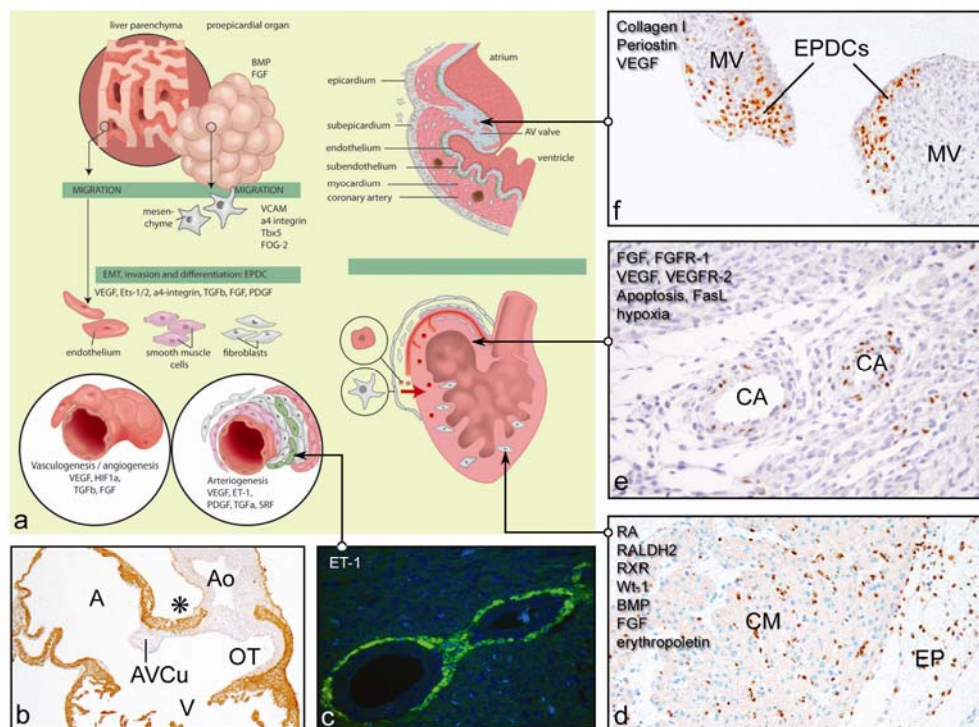 liver parenchyma
proepicardial organ
BMP
FGF
MIGRATION
MIGRATION
mesen-
chyme
VCAM
a4 integrin
Tbx5
FOG-2
EMT, invasion and differentiation: EPDC
VEGF, Ets-1/2, a4-integrin, TGFb, FGF, PDGF
endothelium
smooth muscle
cells
fibroblasts
Vasculogenesis / angiogenesis
VEGF, HIF1a,
TGFb, FGF
Arteriogenesis
VEGF, ET-1,
PDGF, TGFa, SRF
a
epicardium
atrium
subepicardium
AV valve
endothelium
ventricle
subendothelium
myocardium
coronary artery
Collagen I
Periostin
VEGF
MV
EPDCs
MV
f
FGF, FGFR-1
VEGF, VEGFR-2
Apoptosis, FasL
hypoxia
CA
CA
e
RA
RALDH2
RXR
Wt-1
BMP
FGF
erythropoletin
CM
EP
d
A
*
Ao
AVCu
OT
V
b
ET-1
c